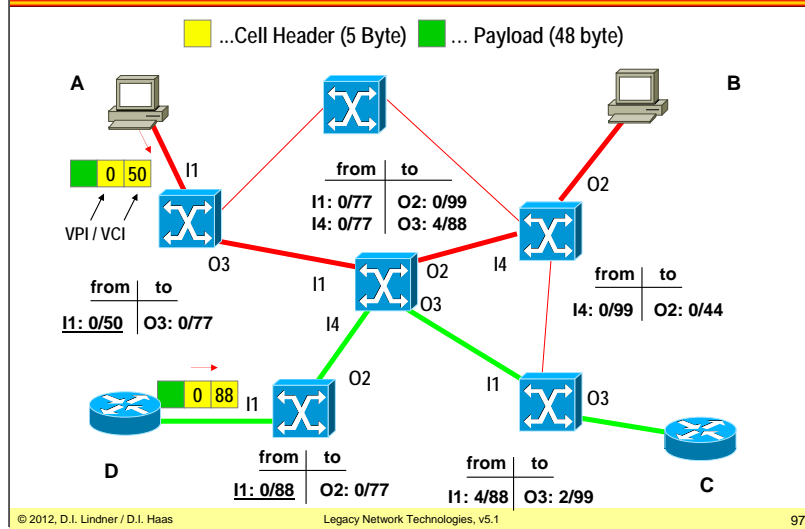 ...Cell Header (5 Byte) ... Payload (48 byte)
A
B
from to
I1: 0/77 O2: 0/99
I4: 0/77 O3: 4/88
I1
O2
0 50
VPI / VCI
O3
I1
O2
I4
O3
from to
I1: 0/50 O3: 0/77
from to
I4: 0/99 O2: 0/44
I4
O2
I1
O3
0 88
I1
D
C
from to
I1: 0/88 O2: 0/77
from to
I1: 4/88 O3: 2/99
© 2012, D.I. Lindner / D.I. Haas Legacy Network Technologies, v5.1 97